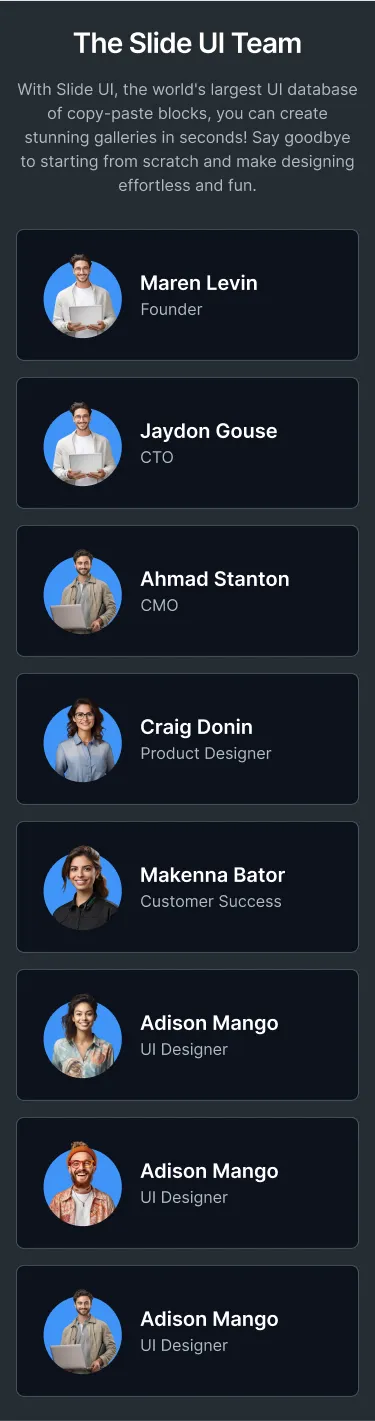 The Slide UI Team
With Slide UI, the world's largest UI database
of copy-paste blocks, you can create
stunning galleries in seconds! Say goodbye
to starting from scratch and make designing
effortless and fun.
Maren Levin
Founder
Jaydon Gouse
CTO
Ahmad Stanton
CMO
Craig Donin
Product Designer
Makenna Bator
Customer Success
Adison Mango
UI Designer
Adison Mango
UI Designer
Adison Mango
UI Designer